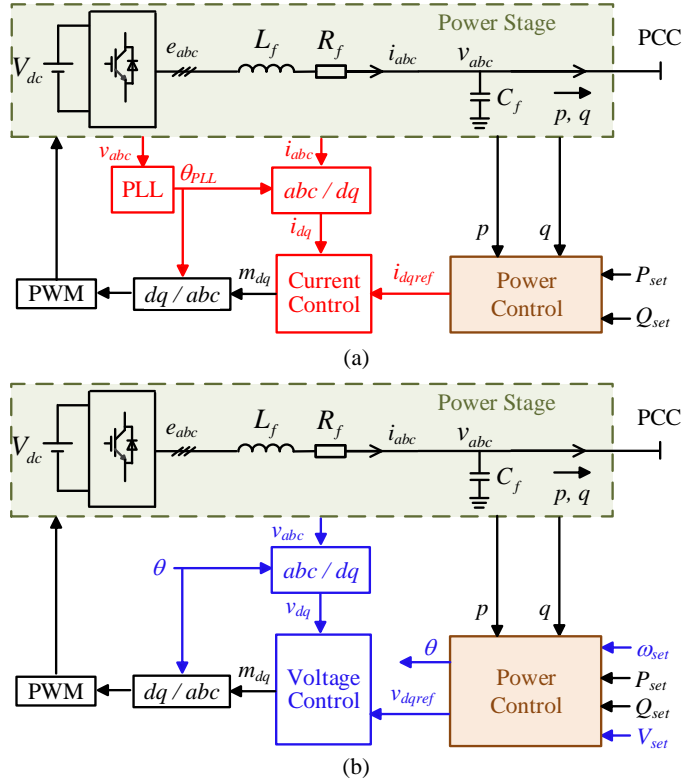 Power Stage
PCC
V_dc
e_abc
L_f
R_f
i_abc
v_abc
C_f
p, q
v_abc
i_abc
θ_PLL
PLL
abc / dq
i_dq
p
q
PWM
dq / abc
m_dq
Current
Control
i_dqref
Power
Control
P_set
Q_set
(a)
Power Stage
PCC
V_dc
e_abc
L_f
R_f
i_abc
v_abc
C_f
p, q
v_abc
θ
abc / dq
v_dq
p
q
PWM
dq / abc
m_dq
Voltage
Control
θ
v_dqref
Power
Control
ω_set
P_set
Q_set
V_set
(b)